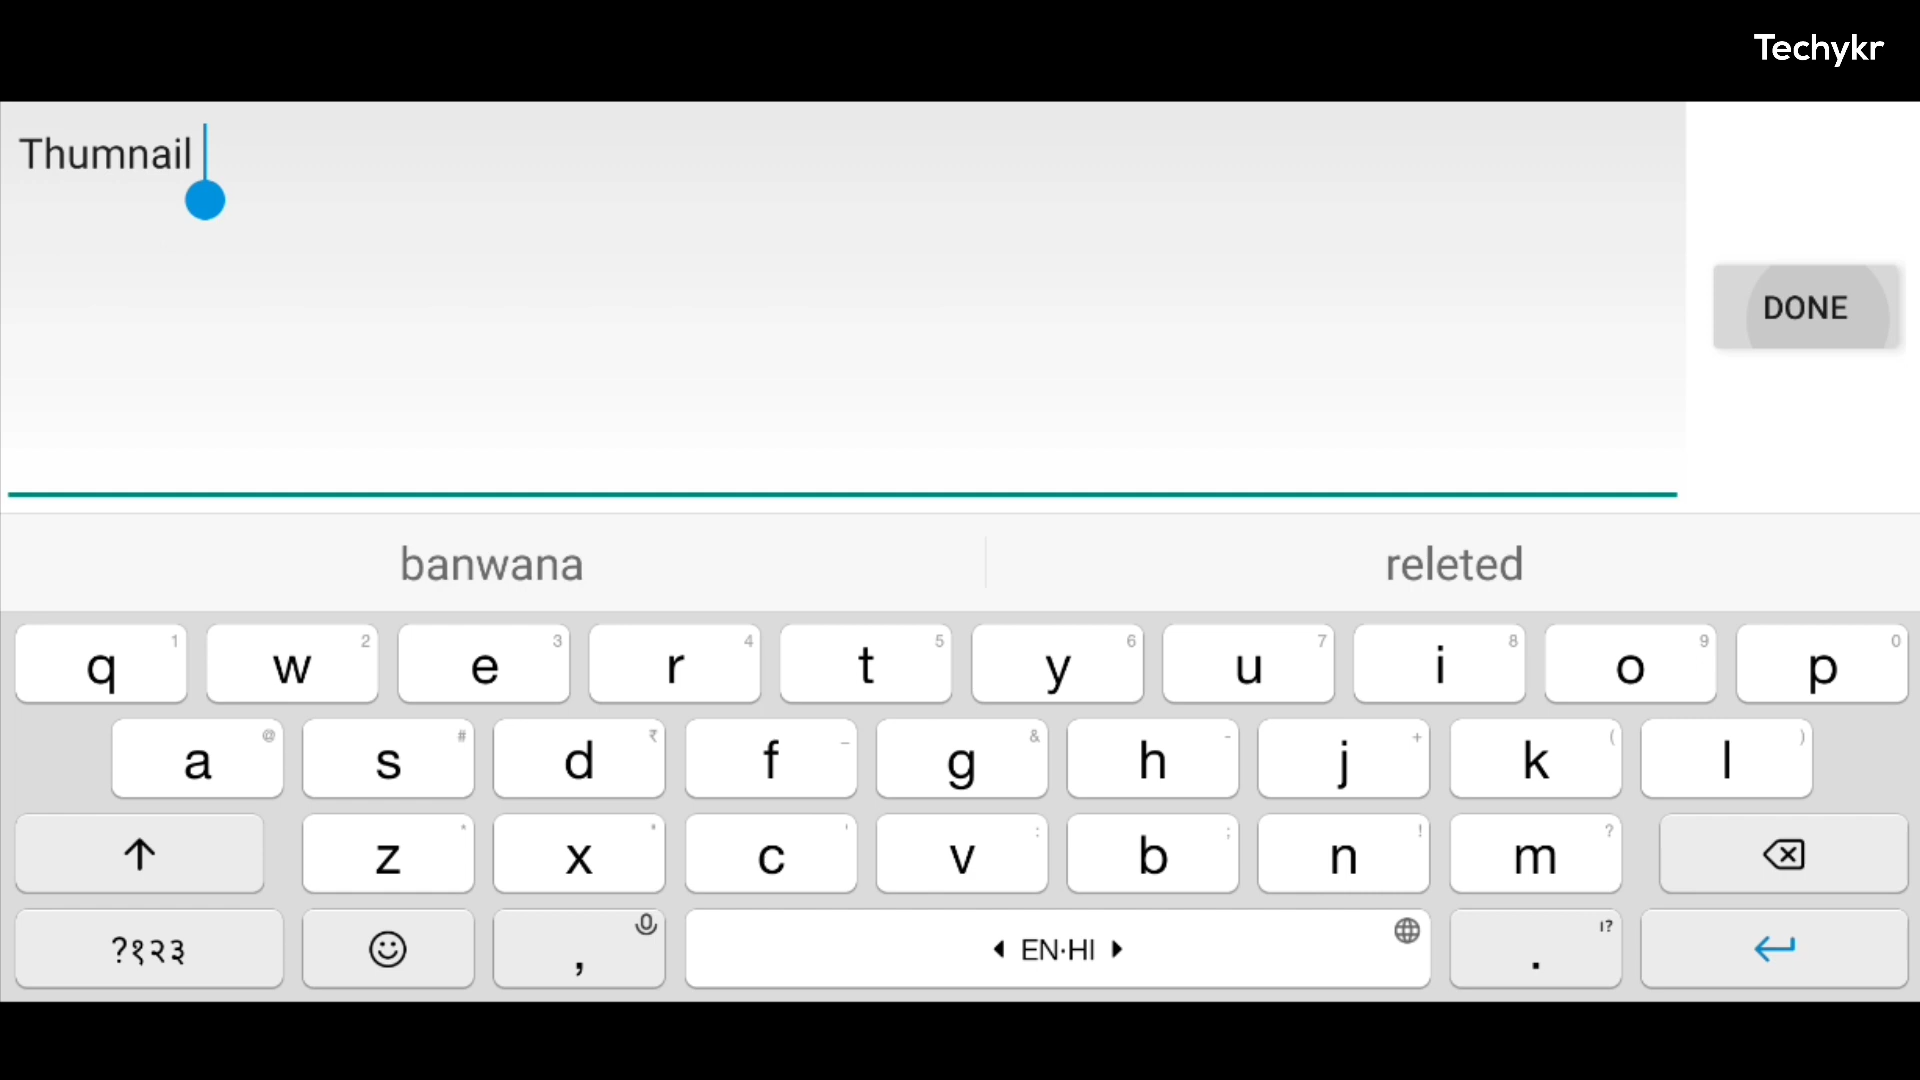 Techykr
Thumnail
DONE
banwana releted
q 1 w 2 e 3 r 4 t 5 y 6 u 7 i 8 o 9 p 0
a @ s # d ₹ f _ g & h - j + k ( l )
z * x " c ' v : b ; n ! m ?
?१२३ , EN·HI . ।?